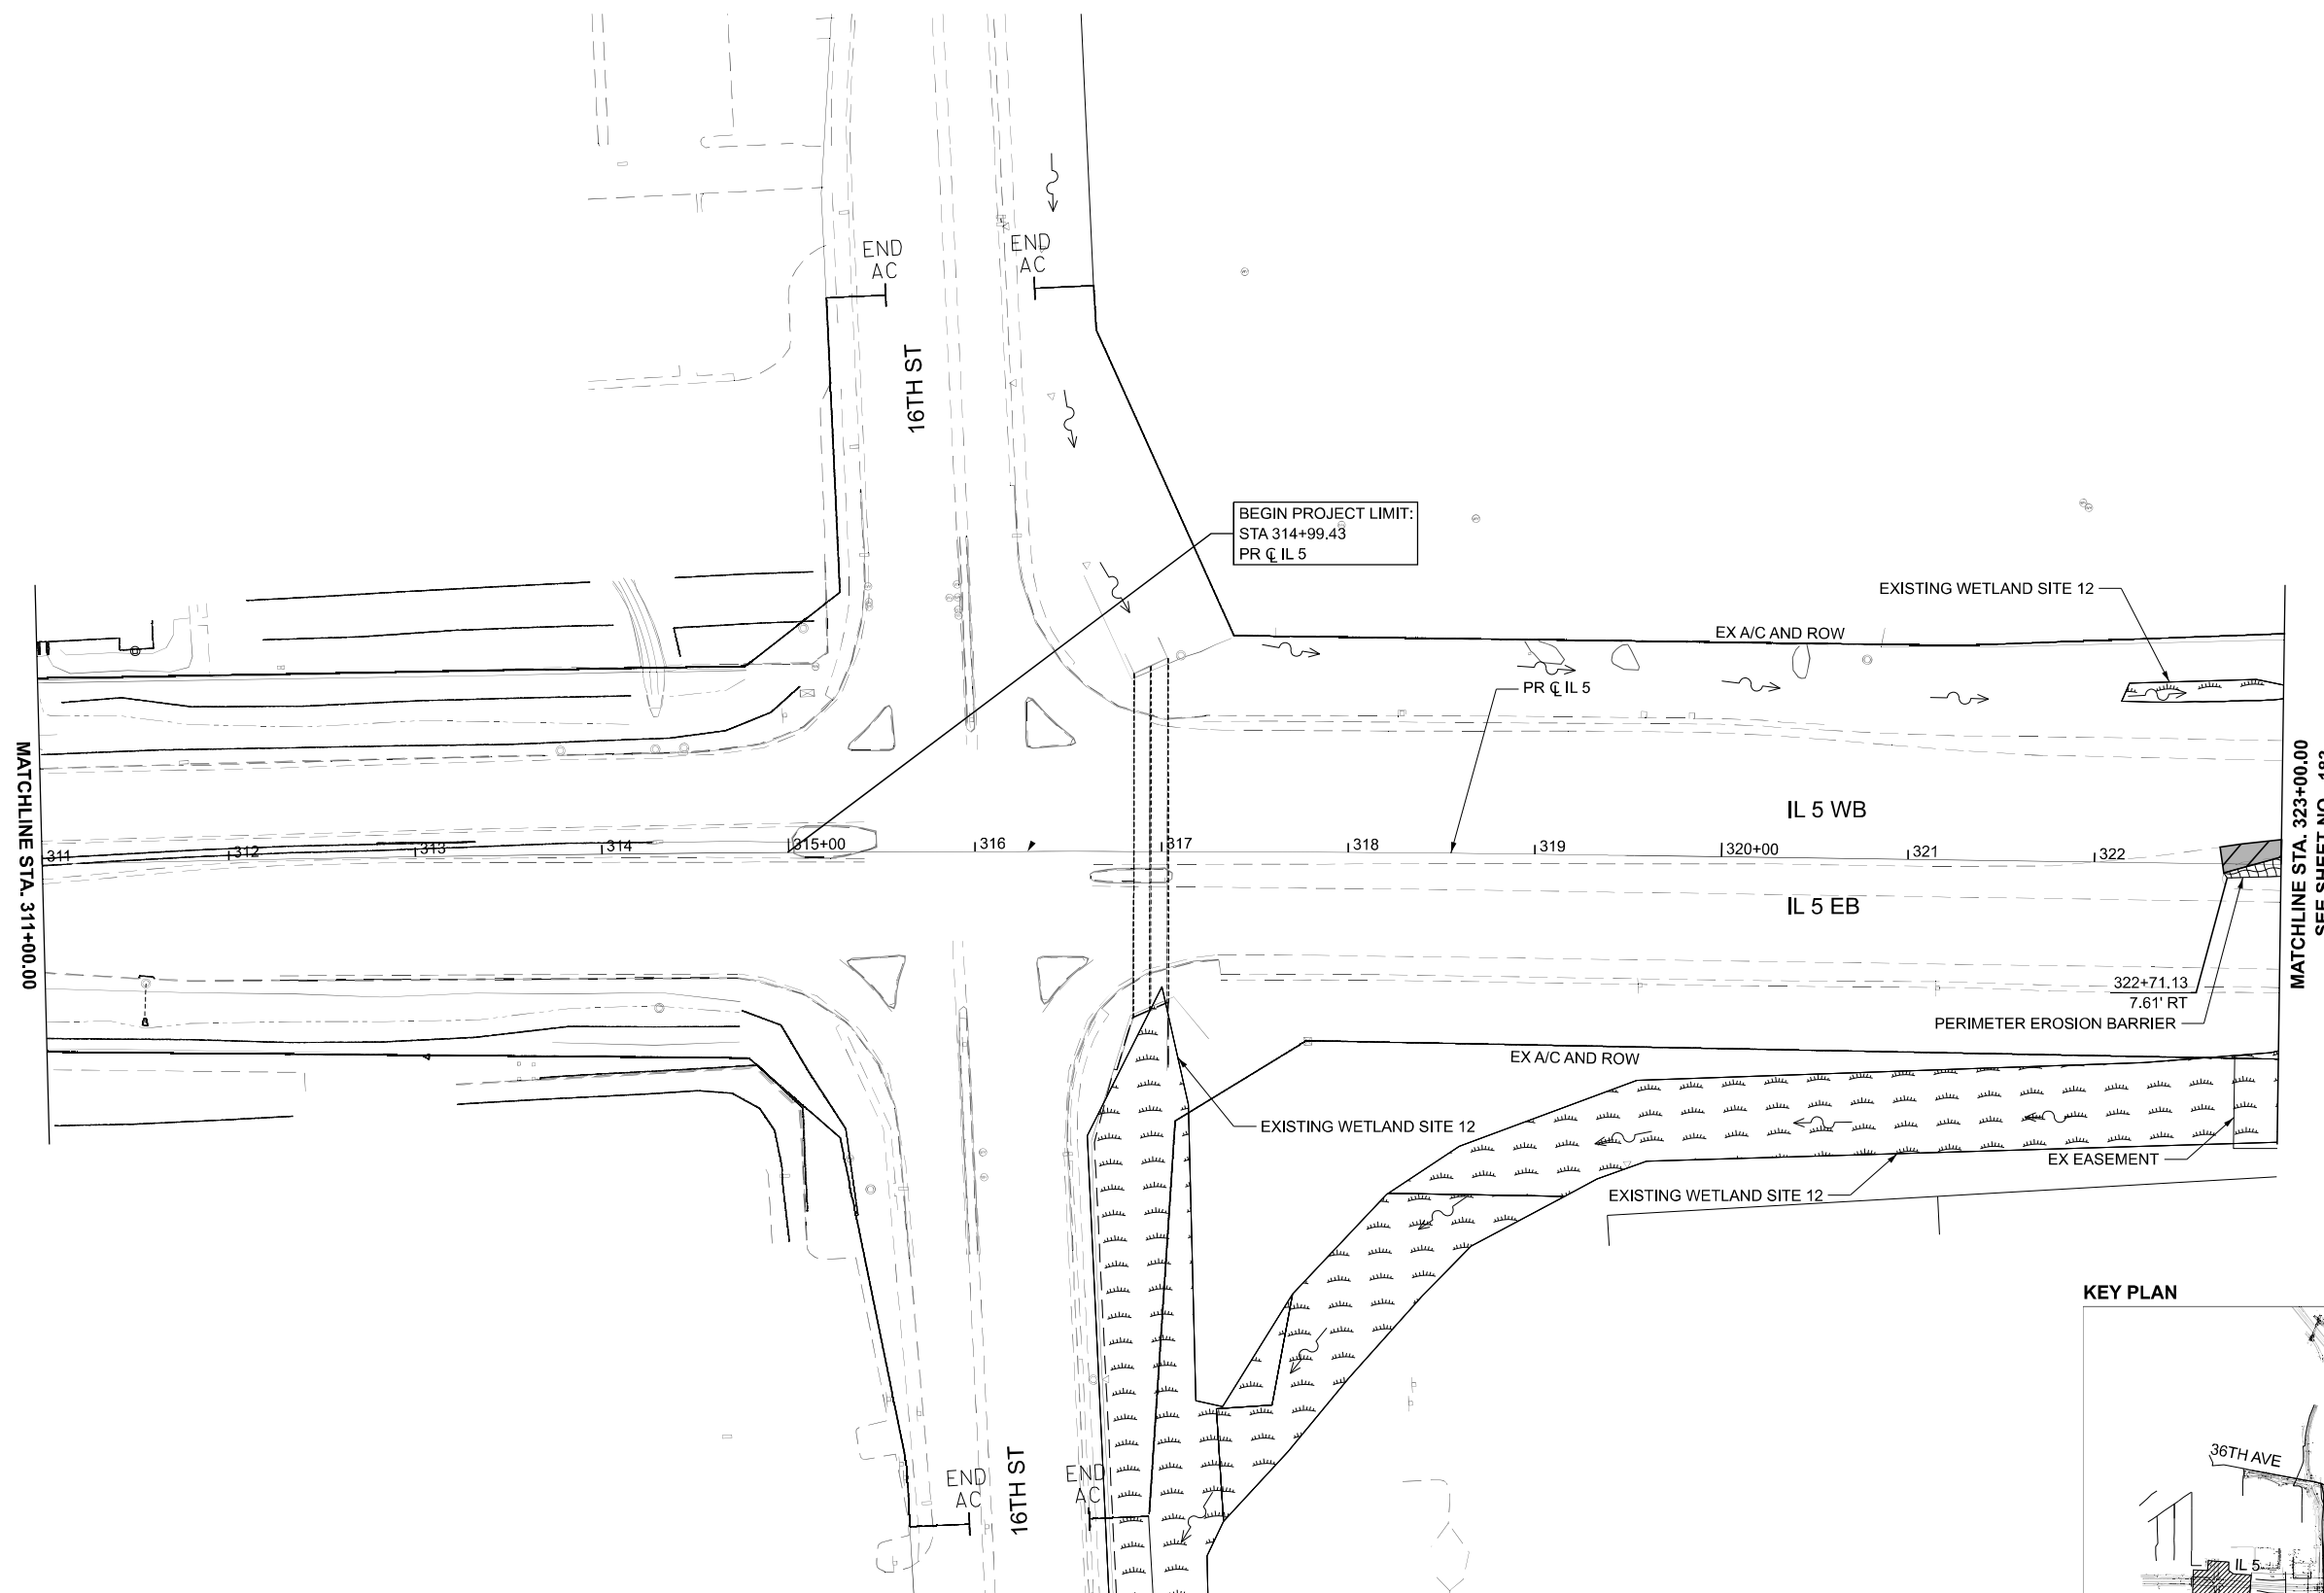 END
AC
END
AC
16TH ST
BEGIN PROJECT LIMIT:
STA 314+99.43
PR ℄ IL 5
EXISTING WETLAND SITE 12
EX A/C AND ROW
PR ℄ IL 5
MATCHLINE STA. 311+00.00
IL 5 WB
311
312
313
314
315+00
316
317
318
319
320+00
321
322
IL 5 EB
MATCHLINE STA. 323+00.00
SEE SHEET NO. 183
322+71.13
7.61' RT
PERIMETER EROSION BARRIER
EX A/C AND ROW
EXISTING WETLAND SITE 12
EX EASEMENT
EXISTING WETLAND SITE 12
KEY PLAN
36TH AVE
IL 5
END
AC
16TH ST
END
AC